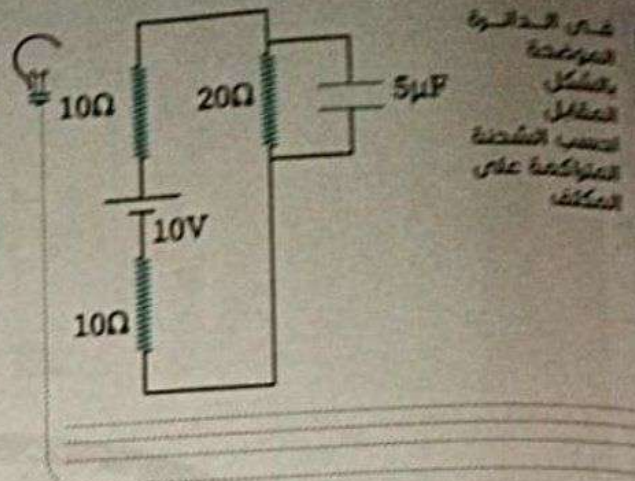 في الدائرة
الموضحة
بالشكل
المقابل
احسب الشحنة
المتراكمة على
المكثف
10Ω
20Ω
5μF
10V
10Ω